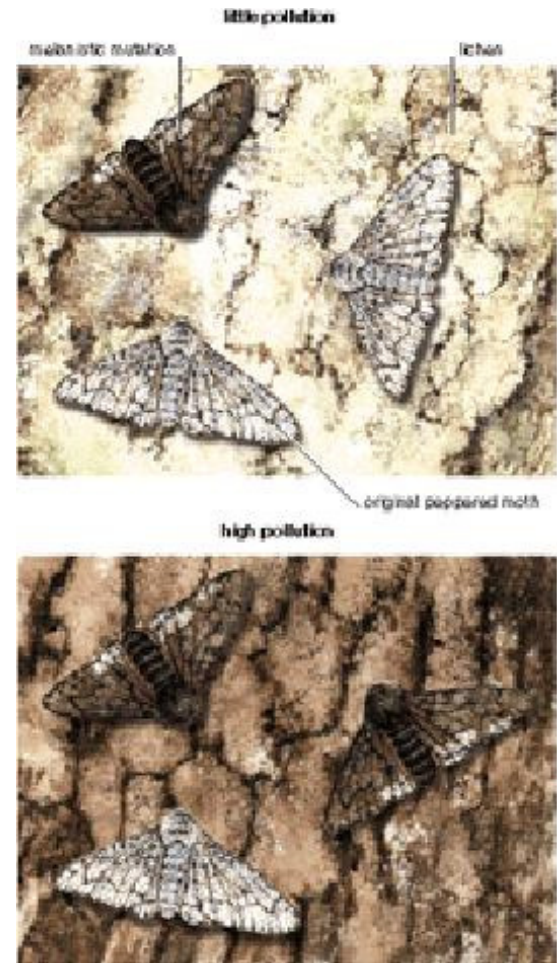 little pollution
melanistic mutation
lichen
original peppered moth
high pollution